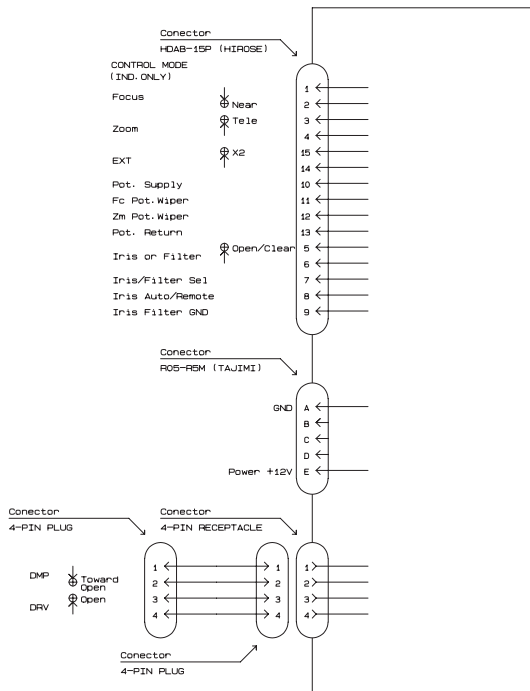 Conector
HDAB-15P (HIROSE)
CONTROL MODE
(IND. ONLY)
1
Focus
2
Near
Tele
3
Zoom
4
X2
15
EXT
14
Pot. Supply
10
Fc Pot. Wiper
11
Zm Pot. Wiper
12
Pot. Return
13
Open/Clear
5
Iris or Filter
6
Iris/Filter Sel
7
Iris Auto/Remote
8
Iris Filter GND
9
Conector
R05-R5M (TAJIMI)
GND
A
B
C
D
Power +12V
E
Conector
4-PIN PLUG
Conector
4-PIN RECEPTACLE
1 1 1
DMP
Toward
Open
2 2 2
Open
3 3 3
DRV
4 4 4
Conector
4-PIN PLUG